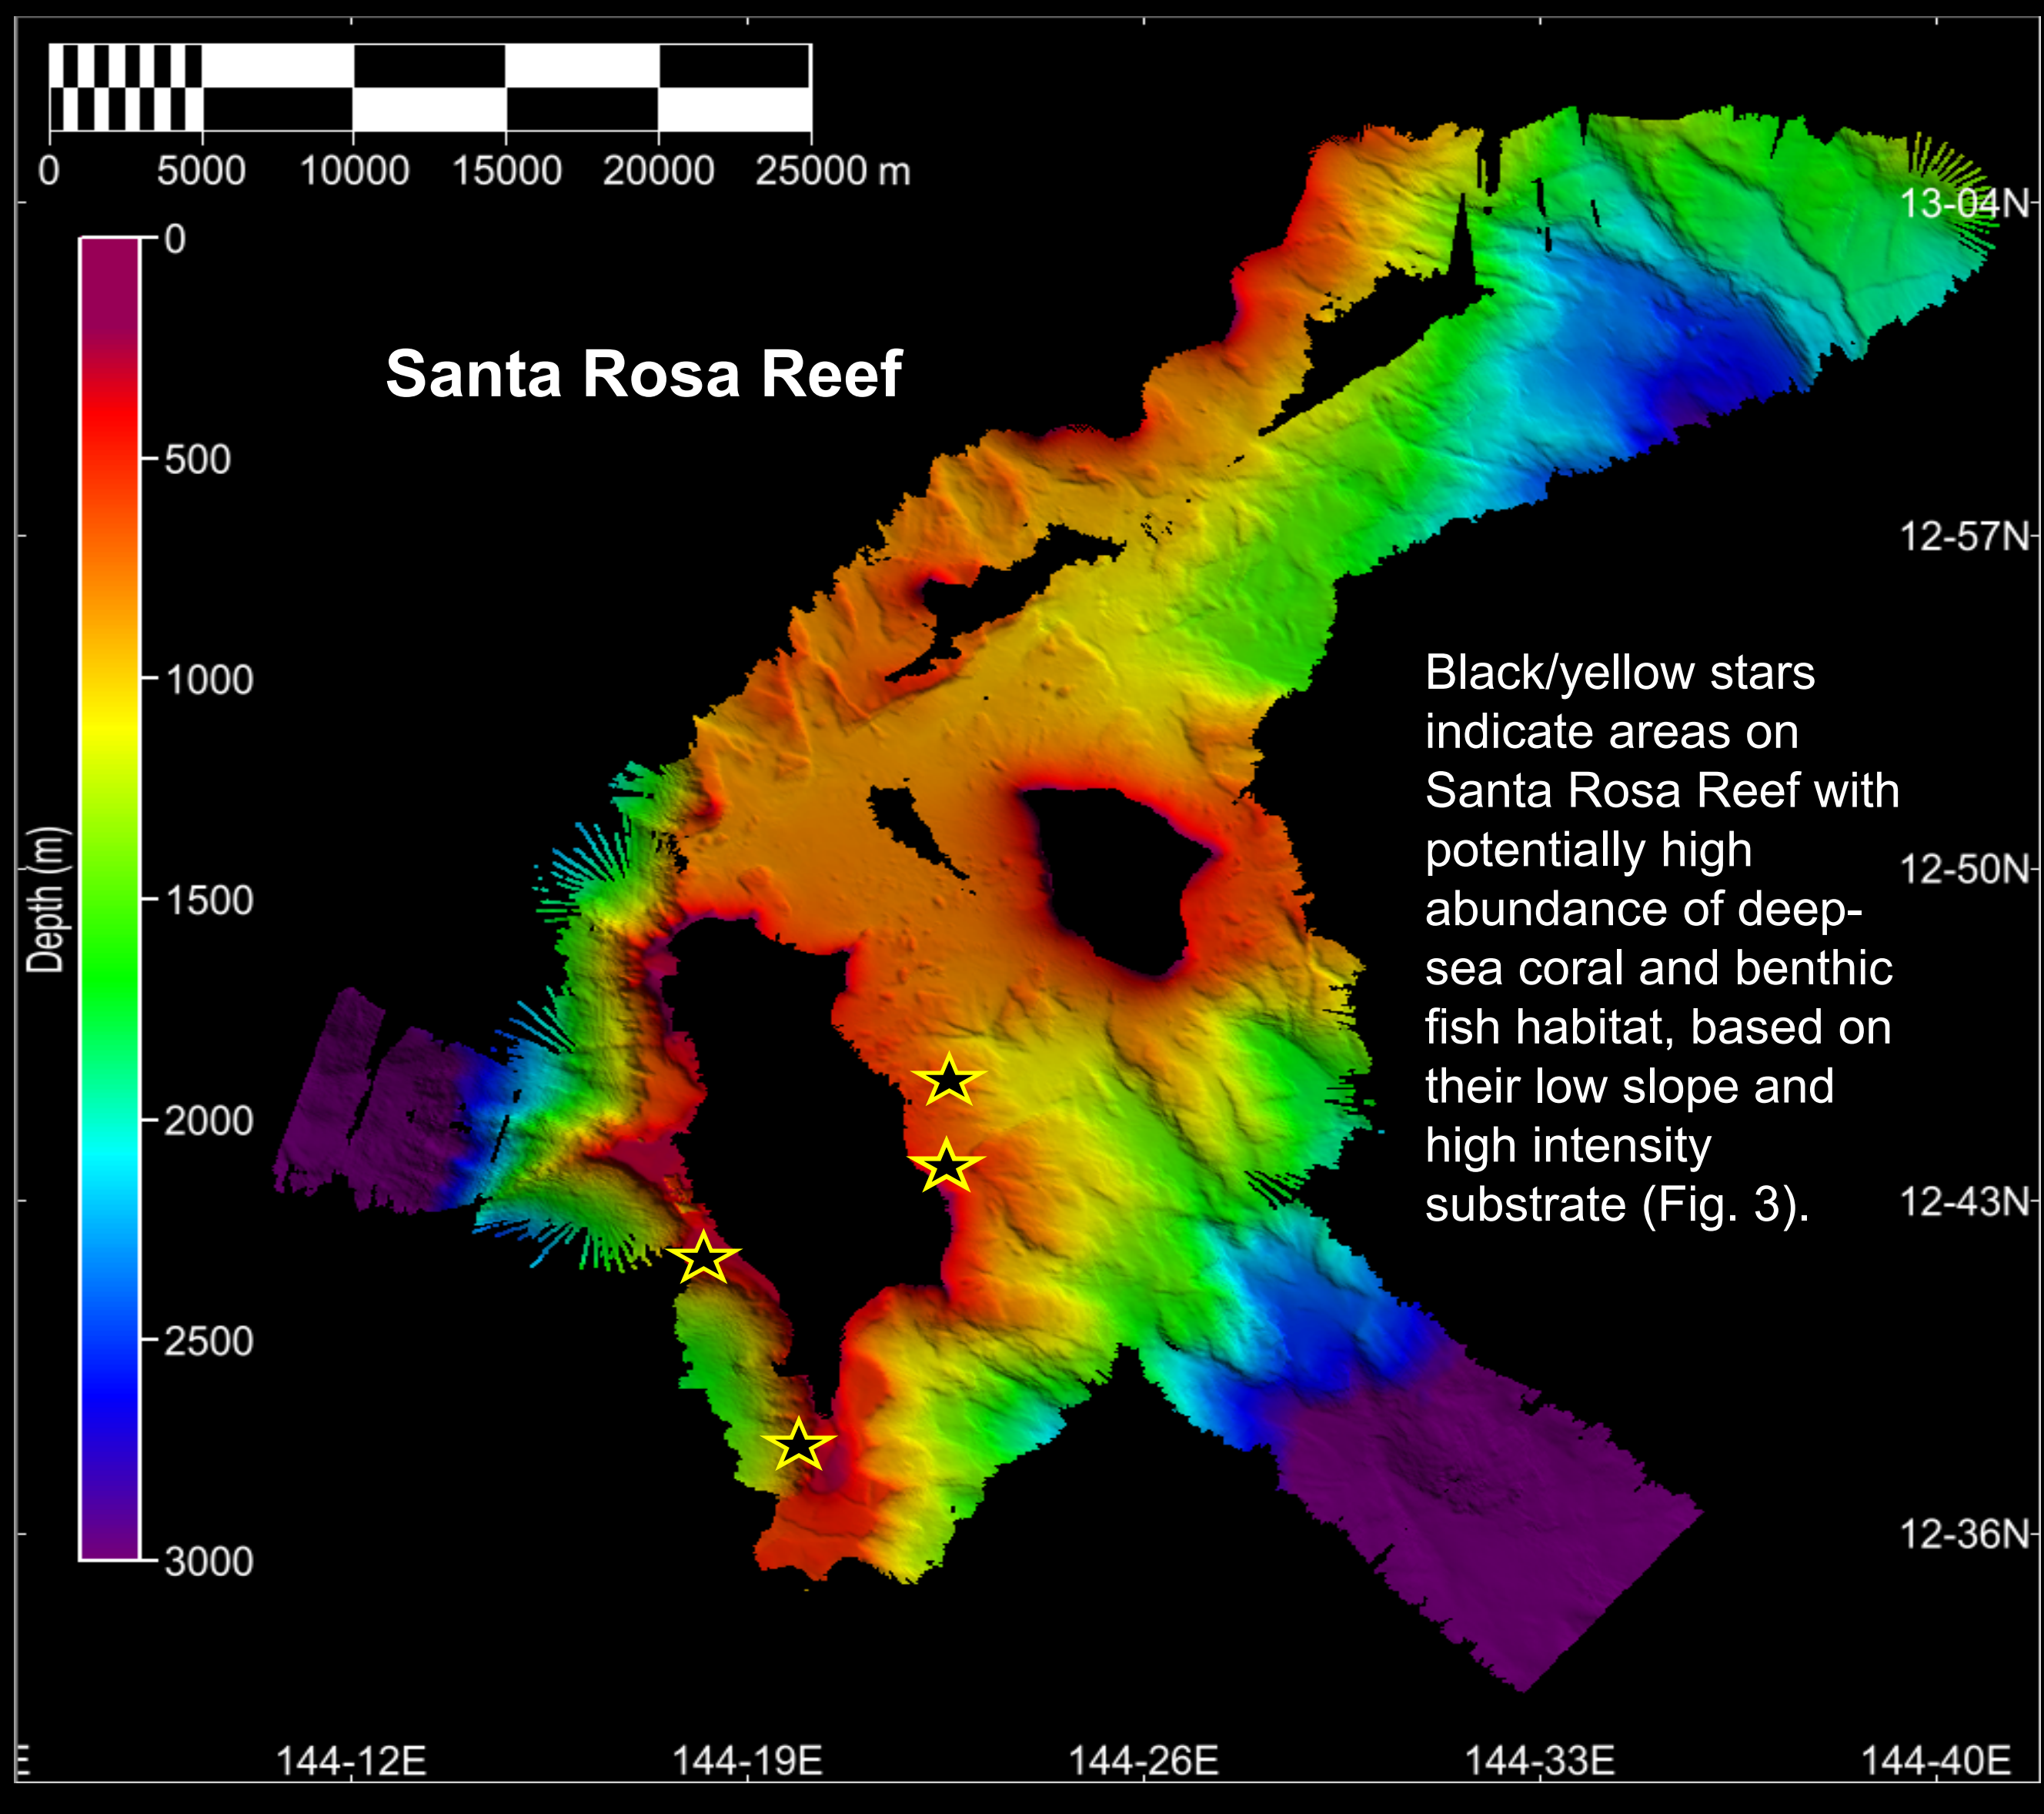 0 5000 10000 15000 20000 25000 m
0
500
1000
1500
2000
2500
3000
Depth (m)
Santa Rosa Reef
Black/yellow stars
indicate areas on
Santa Rosa Reef with
potentially high
abundance of deep-
sea coral and benthic
fish habitat, based on
their low slope and
high intensity
substrate (Fig. 3).
13-04N
12-57N
12-50N
12-43N
12-36N
E 144-12E 144-19E 144-26E 144-33E 144-40E